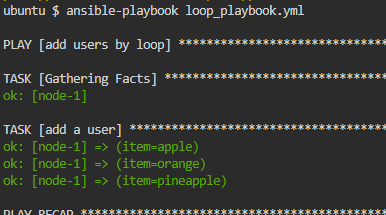 ubuntu $ ansible-playbook loop_playbook.yml
PLAY [add users by loop] *******************************
TASK [Gathering Facts] *********************************
ok: [node-1]
TASK [add a user] **************************************
ok: [node-1] => (item=apple)
ok: [node-1] => (item=orange)
ok: [node-1] => (item=pineapple)
PLAY RECAP *********************************************